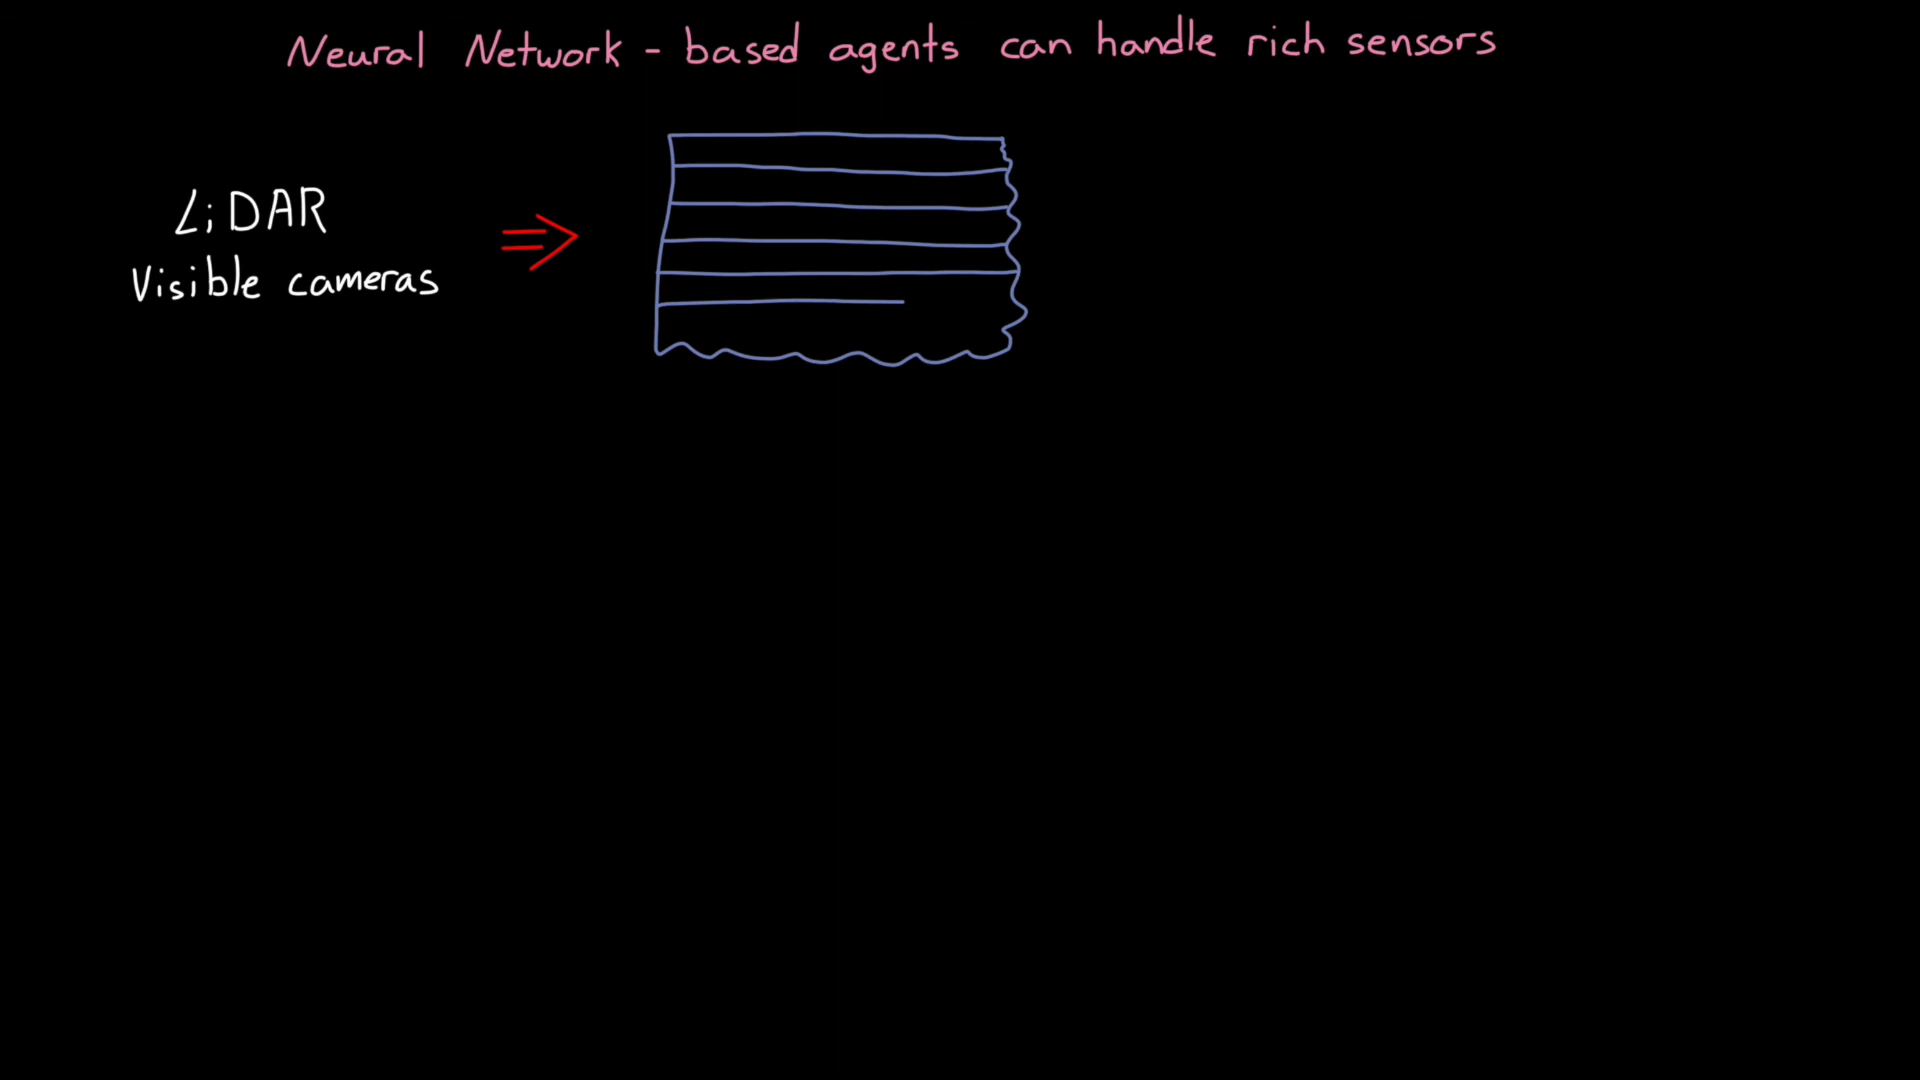 Neural Network - based agents can handle rich sensors
LiDAR
Visible cameras